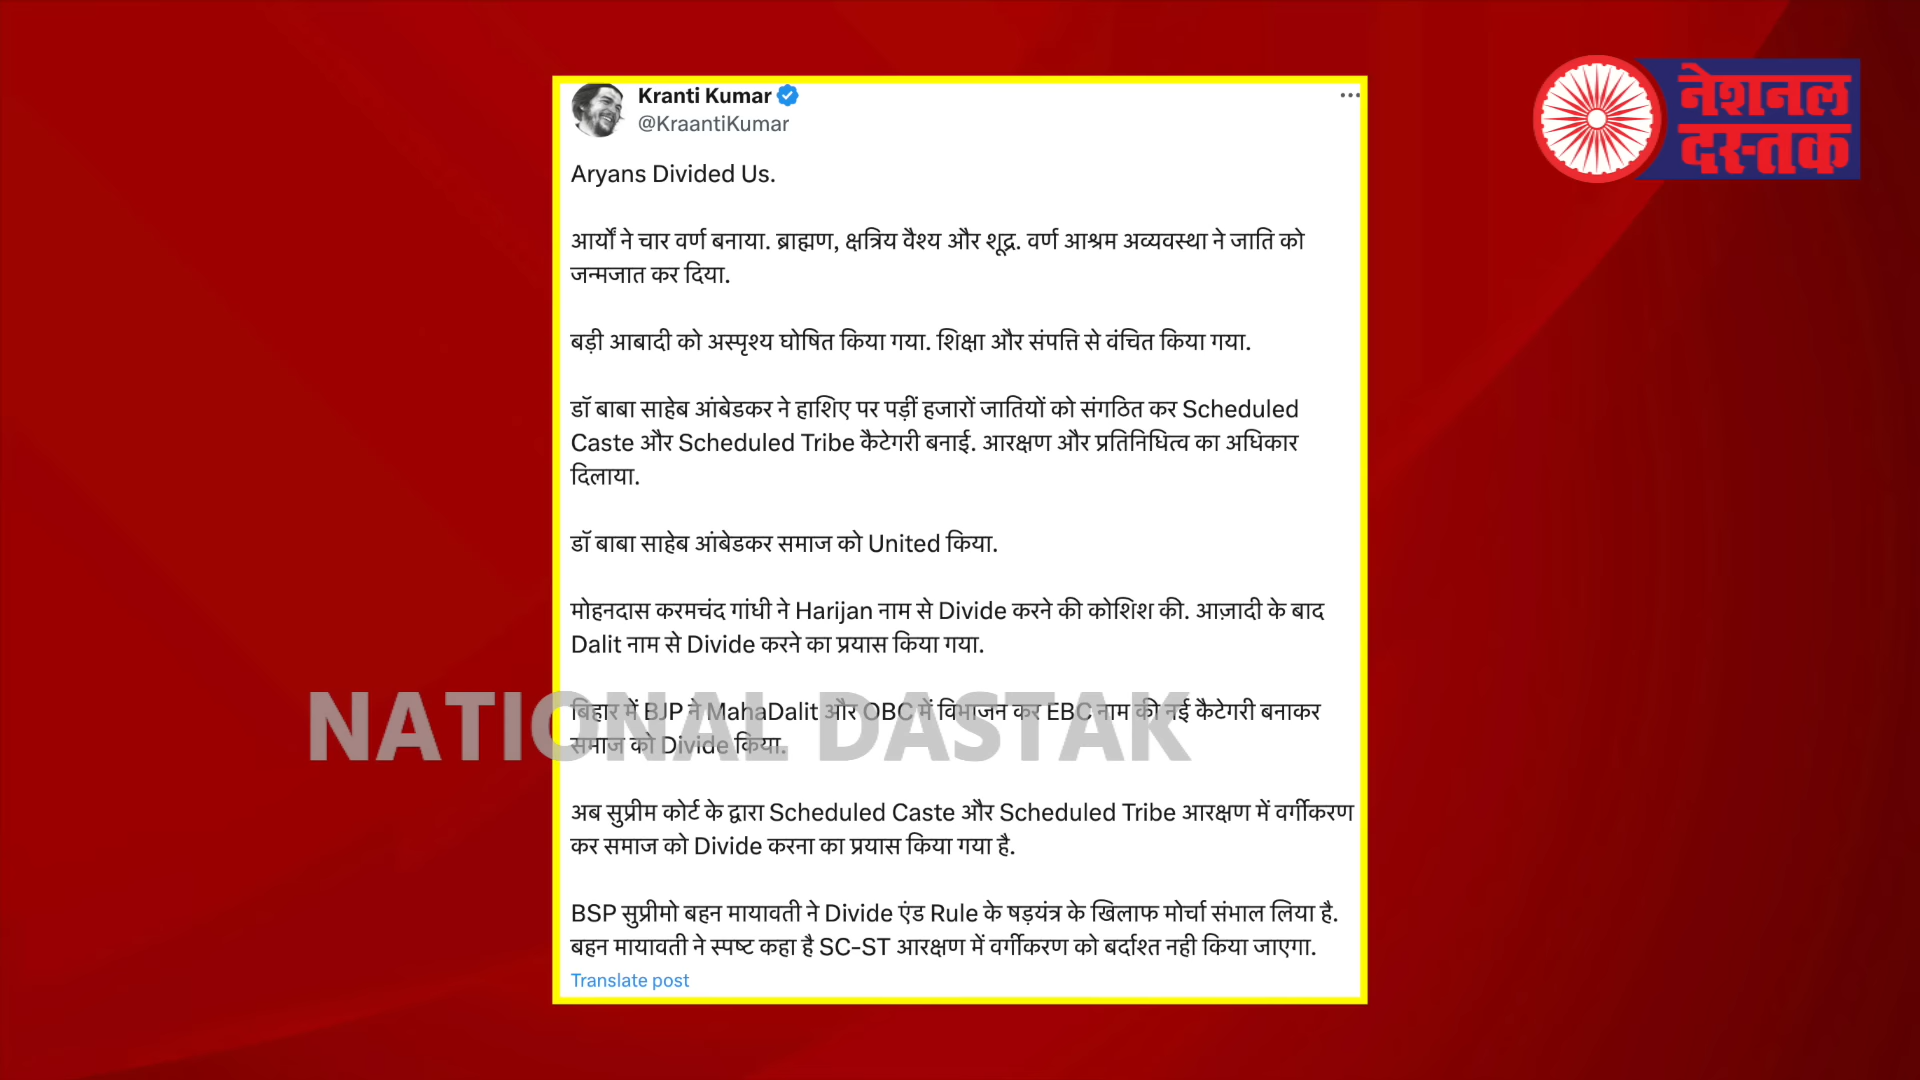 Kranti Kumar
@KraantiKumar
Aryans Divided Us.
आर्यों ने चार वर्ण बनाया. ब्राह्मण, क्षत्रिय वैश्य और शूद्र. वर्ण आश्रम अव्यवस्था ने जाति को
जन्मजात कर दिया.
बड़ी आबादी को अस्पृश्य घोषित किया गया. शिक्षा और संपत्ति से वंचित किया गया.
डॉ बाबा साहेब आंबेडकर ने हाशिए पर पड़ीं हजारों जातियों को संगठित कर Scheduled
Caste और Scheduled Tribe कैटेगरी बनाई. आरक्षण और प्रतिनिधित्व का अधिकार
दिलाया.
डॉ बाबा साहेब आंबेडकर समाज को United किया.
मोहनदास करमचंद गांधी ने Harijan नाम से Divide करने की कोशिश की. आज़ादी के बाद
Dalit नाम से Divide करने का प्रयास किया गया.
बिहार में BJP ने MahaDalit और OBC में विभाजन कर EBC नाम की नई कैटेगरी बनाकर
समाज को Divide किया.
अब सुप्रीम कोर्ट के द्वारा Scheduled Caste और Scheduled Tribe आरक्षण में वर्गीकरण
कर समाज को Divide करना का प्रयास किया गया है.
BSP सुप्रीमो बहन मायावती ने Divide एंड Rule के षड़यंत्र के खिलाफ मोर्चा संभाल लिया है.
बहन मायावती ने स्पष्ट कहा है SC-ST आरक्षण में वर्गीकरण को बर्दाश्त नही किया जाएगा.
Translate post
नेशनल
दस्तक
NATIONAL DASTAK